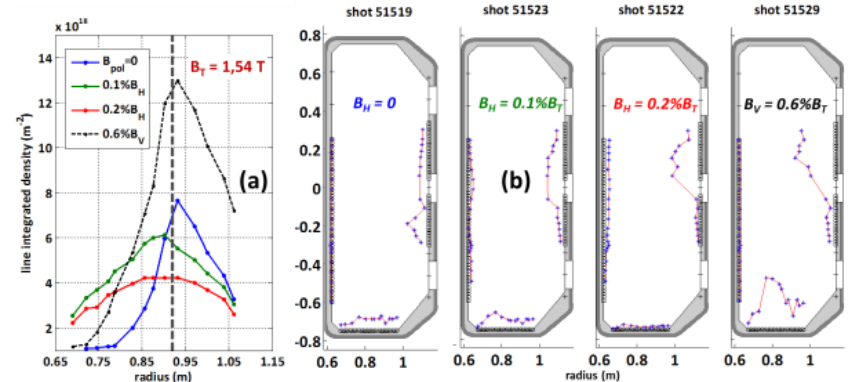 x 10^18
15
14
12
10
8
6
4
2
0.65 0.75 0.85 0.95 1.05 1.15
radius (m)
line integrated density (m^-2)
B_pol=0
0.1%B_H
0.2%B_H
0.6%B_V
B_T = 1,54 T
(a)
shot 51519 shot 51523 shot 51522 shot 51529
0.8
0.6
0.4
0.2
0
-0.2
-0.4
-0.6
-0.8
B_H = 0
B_H = 0.1%B_T
B_H = 0.2%B_T
B_V = 0.6%B_T
(b)
0.6 0.8 1 0.6 0.8 1 0.6 0.8 1 0.6 0.8 1
radius (m)